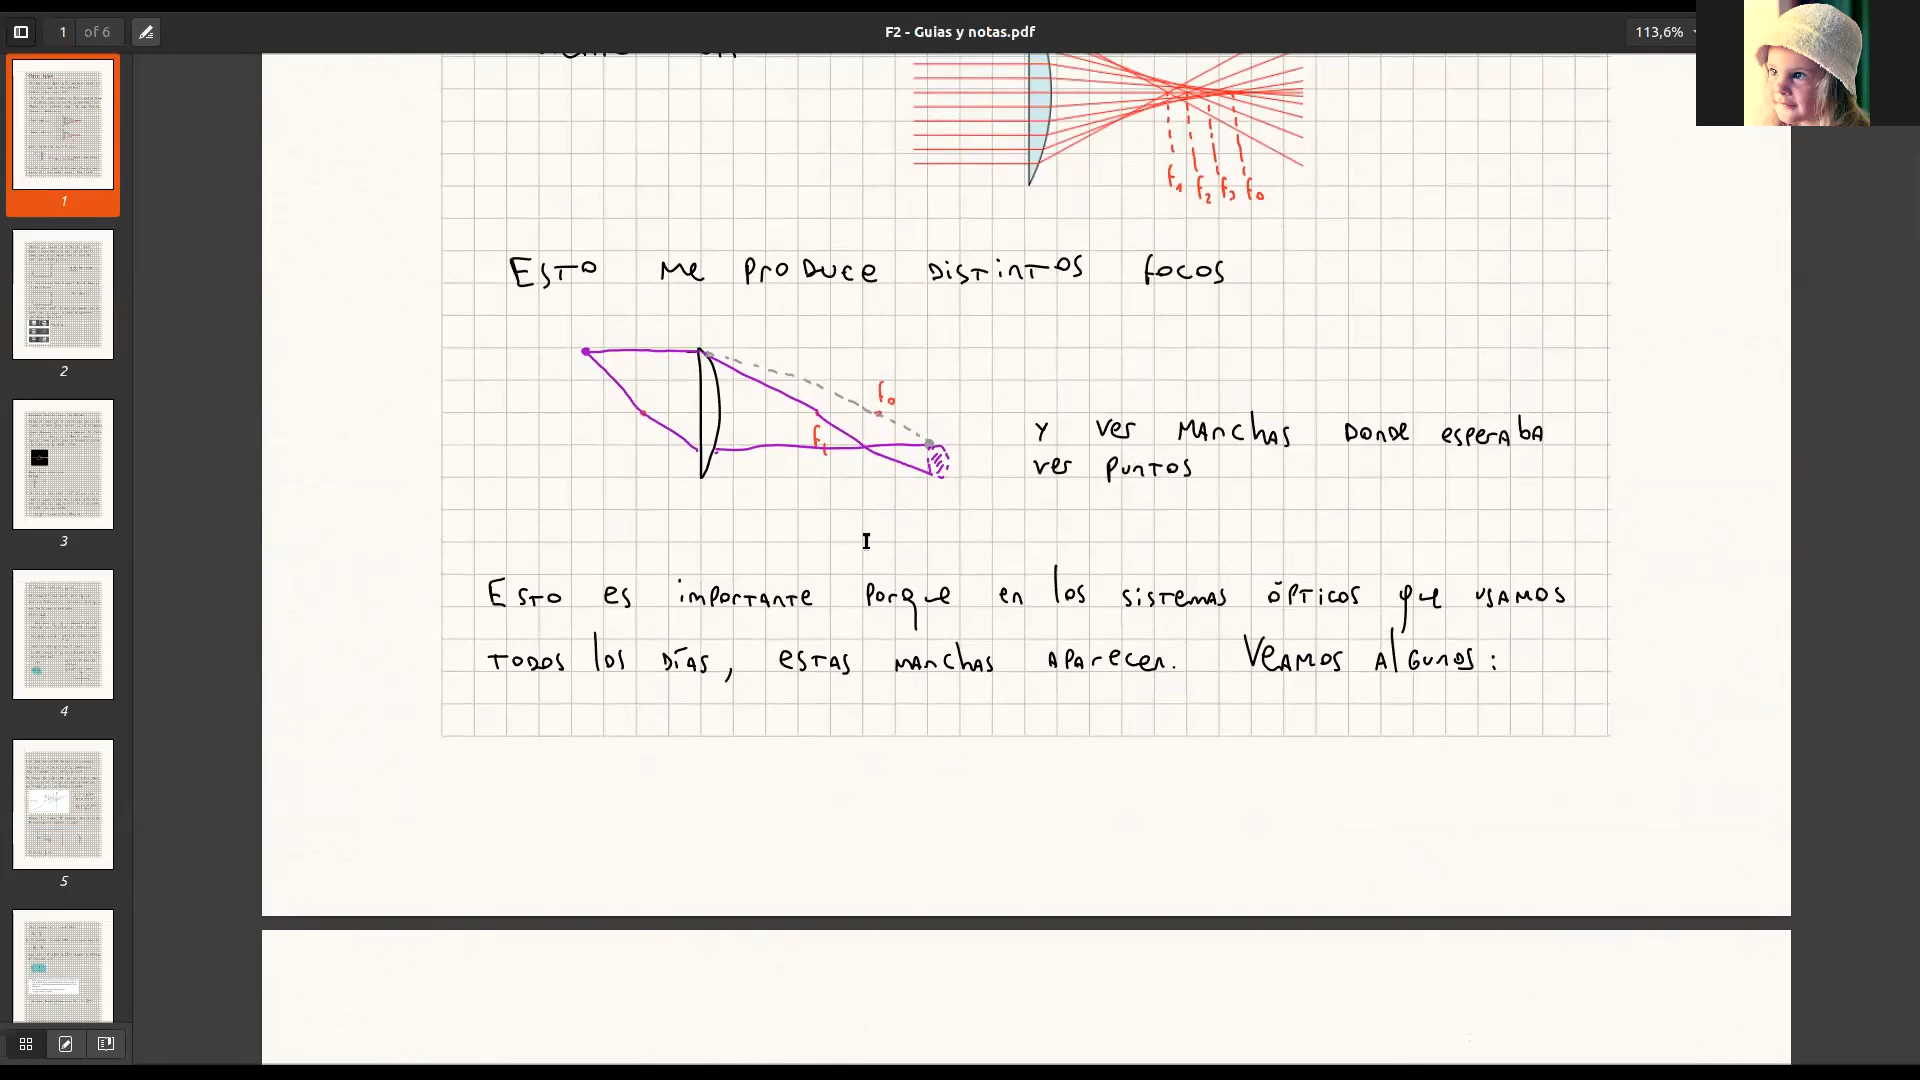 1 of 6
F2 - Guias y notas.pdf
113,6%
f1 f2 f3 f0
Esto me produce distintos focos
f0
f1
y ver manchas donde esperaba
ver puntos
Esto es importante porque en los sistemas ópticos que usamos
todos los días, estas manchas aparecen. Veamos algunos:
1
2
3
4
5